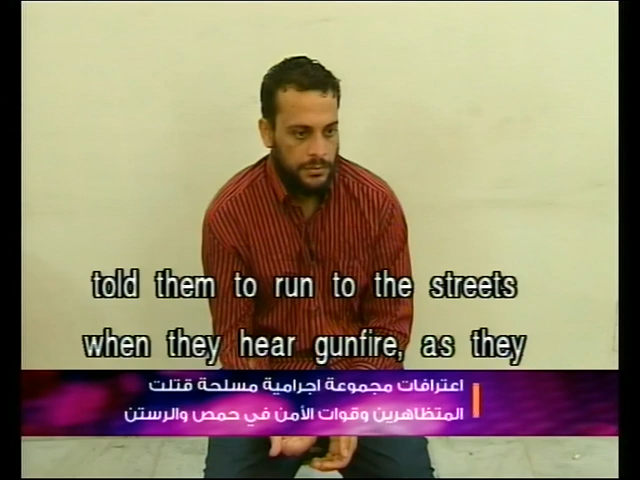 told them to run to the streets
when they hear gunfire, as they
اعترافات مجموعة اجرامية مسلحة قتلت
المتظاهرين وقوات الأمن في حمص والرستن